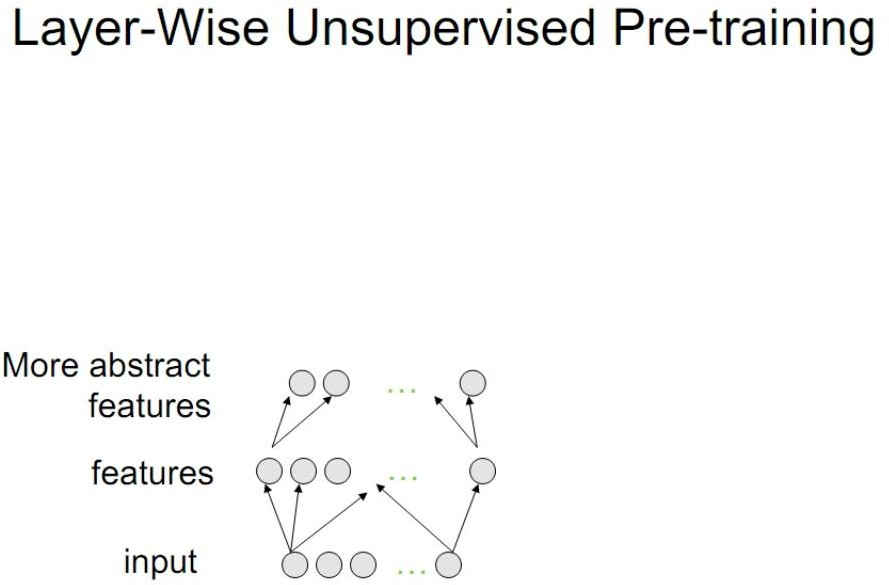 Layer-Wise Unsupervised Pre-training
More abstract
features
...
features
...
input
...